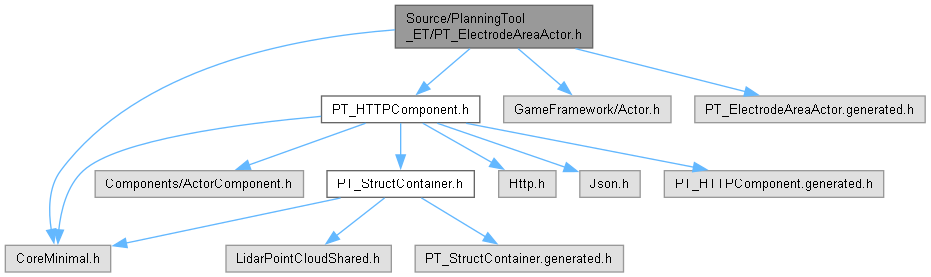 Source/PlanningTool
_ET/PT_ElectrodeAreaActor.h
PT_HTTPComponent.h
GameFramework/Actor.h
PT_ElectrodeAreaActor.generated.h
Components/ActorComponent.h
PT_StructContainer.h
Http.h
Json.h
PT_HTTPComponent.generated.h
CoreMinimal.h
LidarPointCloudShared.h
PT_StructContainer.generated.h